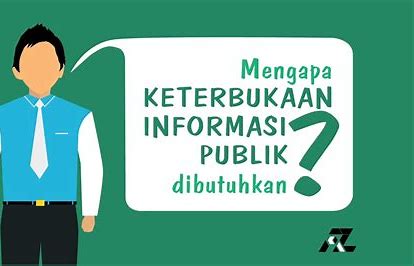 Mengapa
KETERBUKAAN
INFORMASI
PUBLIK
dibutuhkan ?